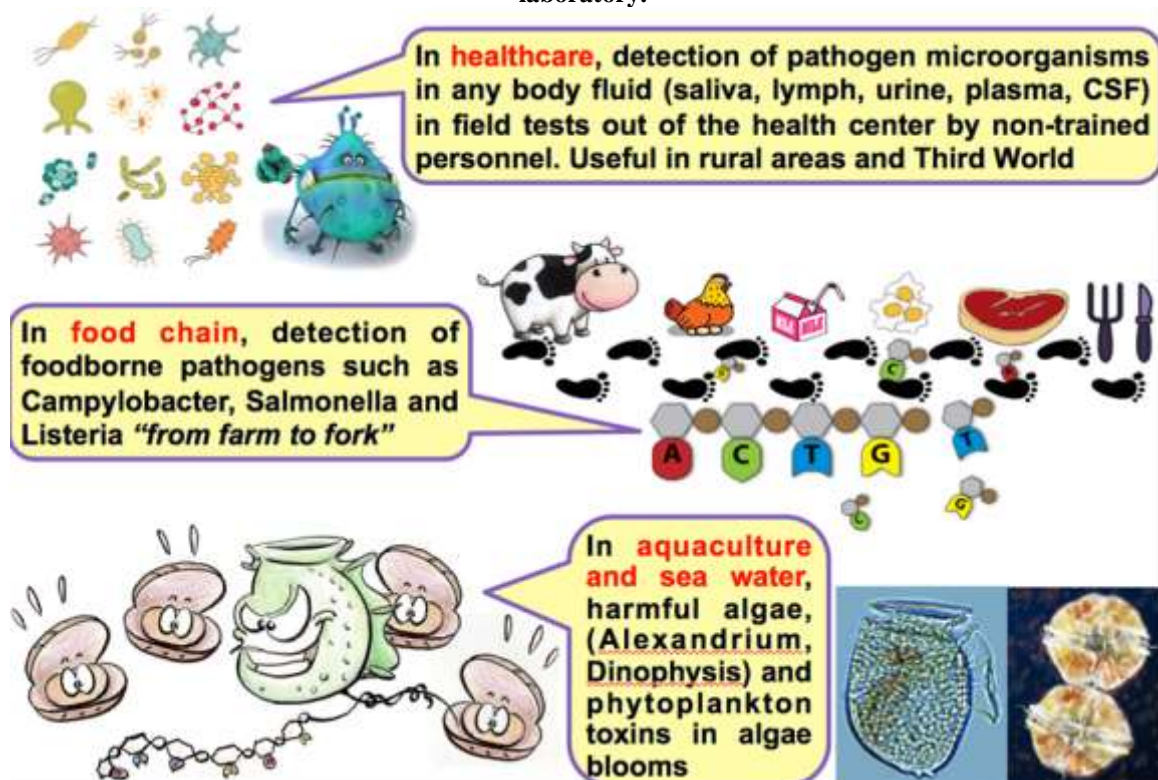 laboratory.
In healthcare, detection of pathogen microorganisms
in any body fluid (saliva, lymph, urine, plasma, CSF)
in field tests out of the health center by non-trained
personnel. Useful in rural areas and Third World
MILK MILK
In food chain, detection of
foodborne pathogens such as
Campylobacter, Salmonella and
Listeria “from farm to fork”
G
C
A
A
C
T
G
T
C
G
In aquaculture
and sea water,
harmful algae,
(Alexandrium,
Dinophysis) and
phytoplankton
toxins in algae
blooms